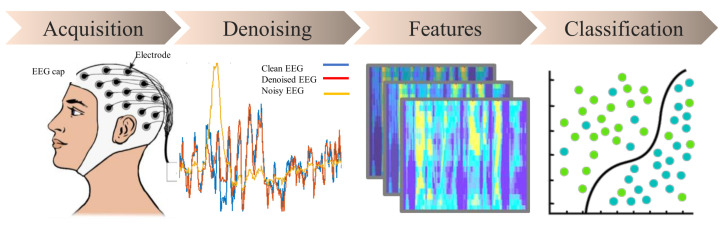 Acquisition
Denoising
Features
Classification
Electrode
EEG cap
Clean EEG
Denoised EEG
Noisy EEG